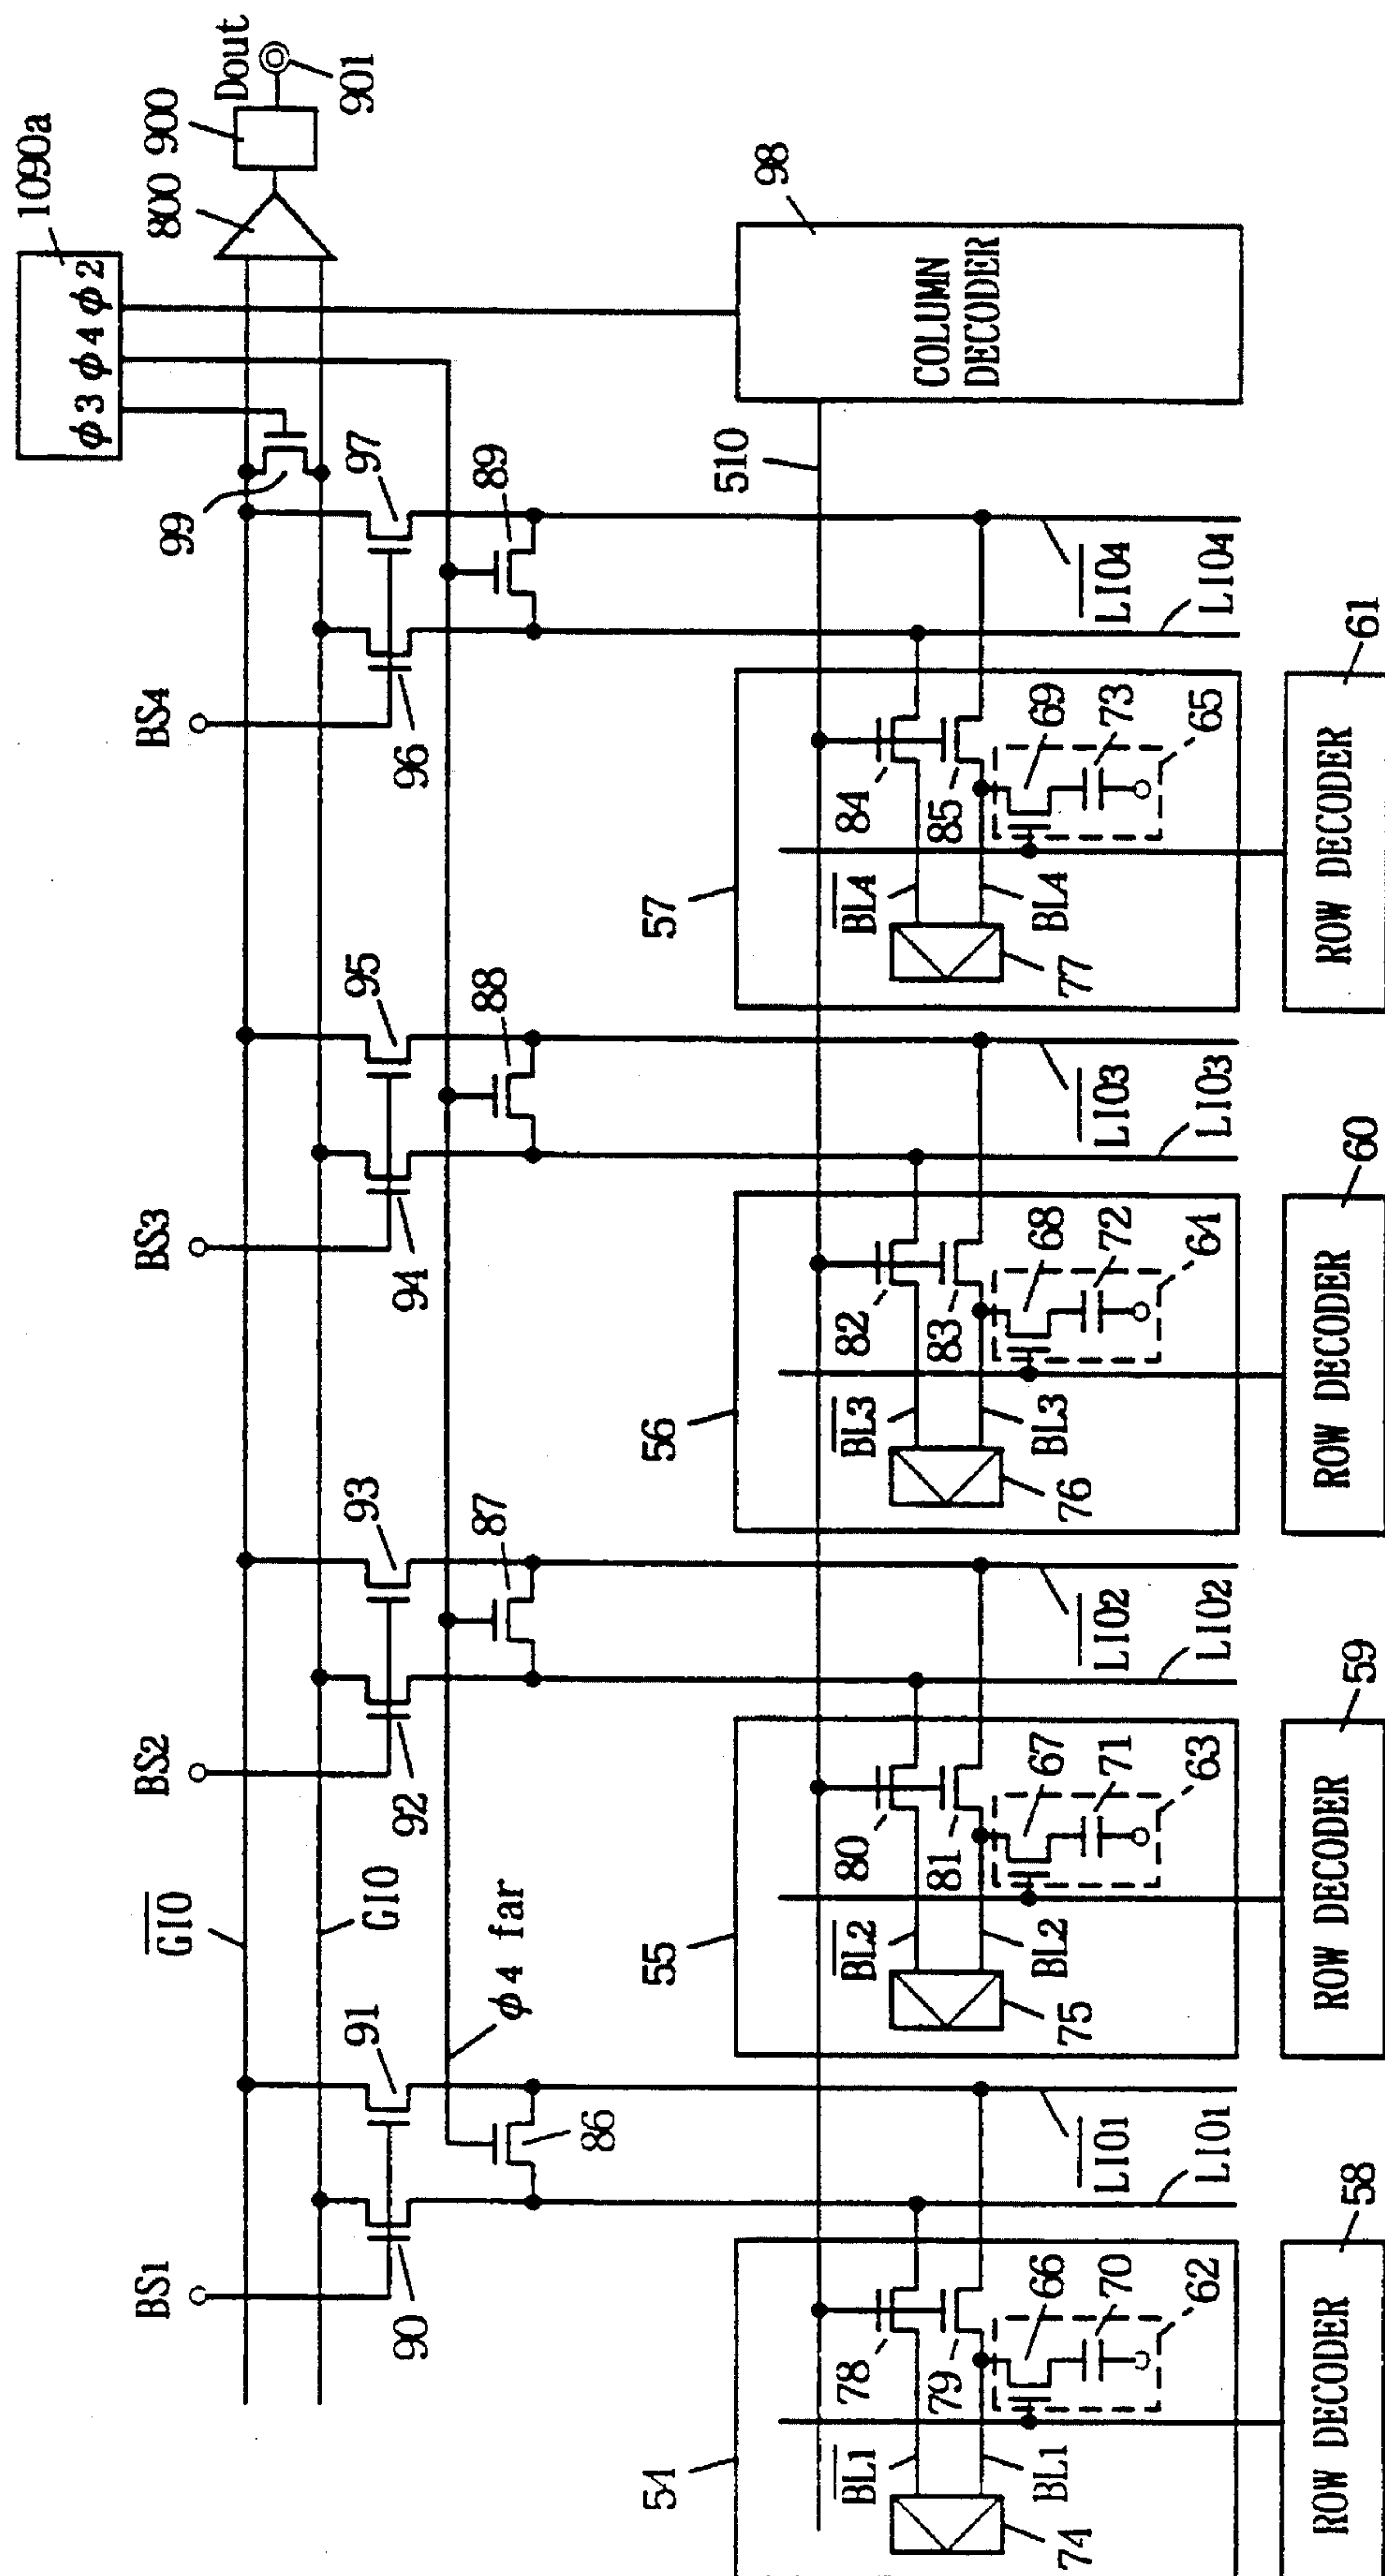 1090a
φ3 φ4 φ2
800 900
Dout
901
99
BS1
BS2
BS3
BS4
GIO
GIO
90
91
92
93
94
95
96
97
φ4 far
86
87
88
89
510
98
COLUMN
DECODER
54
55
56
57
78
80
82
84
BL1
BL2
BL3
BL4
79
81
83
85
BL1
BL2
BL3
BL4
74
75
76
77
66
70
62
67
71
63
68
72
64
69
73
65
LIO1
LIO1
LIO2
LIO2
LIO3
LIO3
LIO4
LIO4
58
59
60
61
ROW DECODER
ROW DECODER
ROW DECODER
ROW DECODER